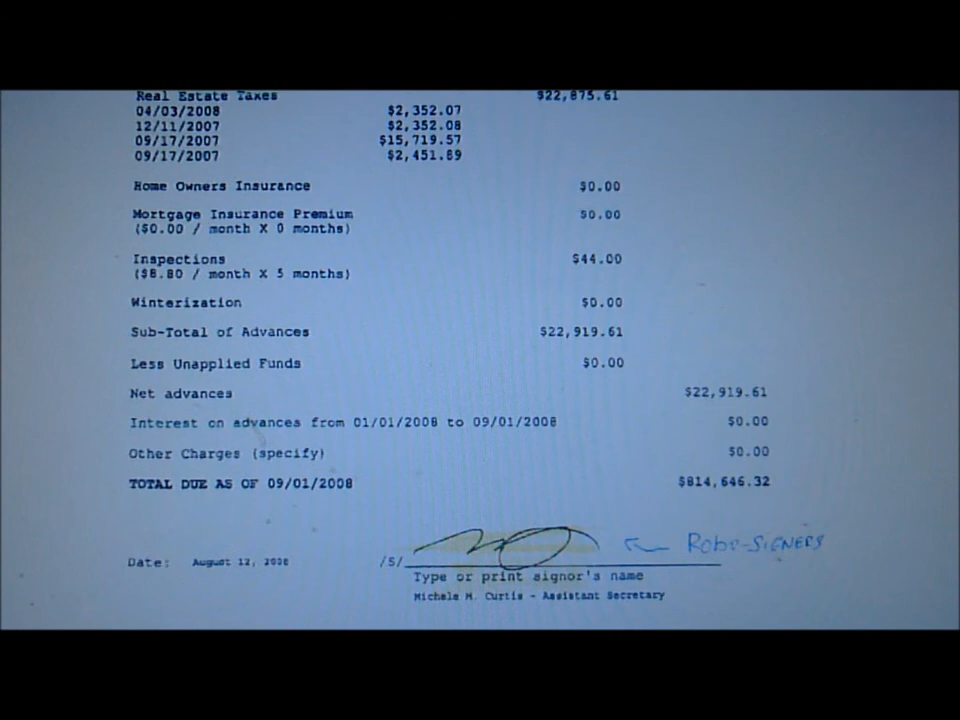 Real Estate Taxes $22,875.61
04/03/2008 $2,352.07
12/11/2007 $2,352.08
09/17/2007 $15,719.57
09/17/2007 $2,451.89
Home Owners Insurance $0.00
Mortgage Insurance Premium $0.00
($0.00 / month X 0 months)
Inspections $44.00
($8.80 / month X 5 months)
Winterization $0.00
Sub-Total of Advances $22,919.61
Less Unapplied Funds $0.00
Net advances $22,919.61
Interest on advances from 01/01/2008 to 09/01/2008 $0.00
Other Charges (specify) $0.00
TOTAL DUE AS OF 09/01/2008 $814,646.32
ROBO-SIGNERS
Date: August 12, 2008 /S/
Type or print signor's name
Michele M. Curtis - Assistant Secretary